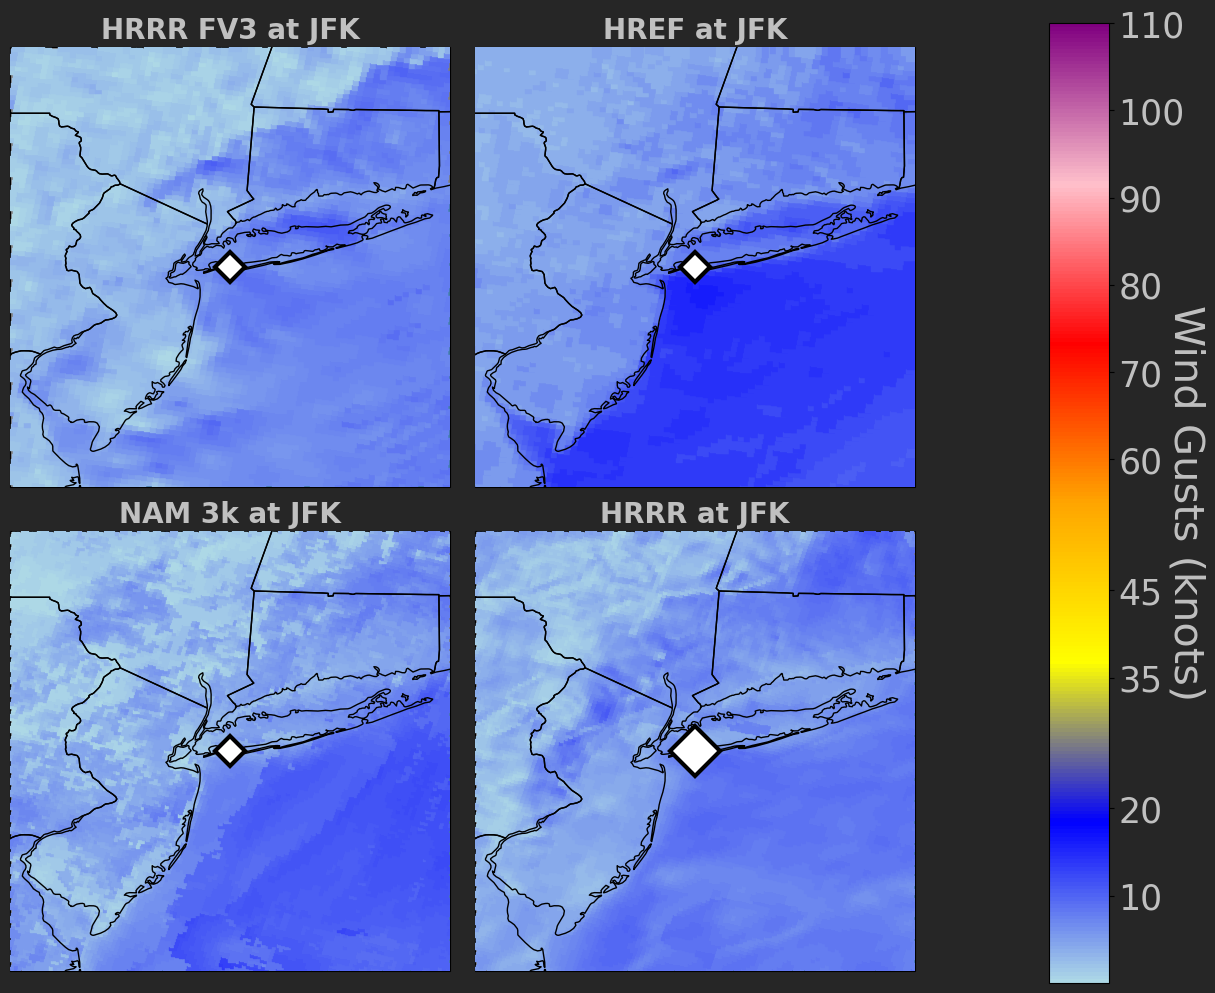 HRRR FV3 at JFK
HREF at JFK
NAM 3k at JFK
HRRR at JFK
110
100
90
80
70
60
45
35
20
10
Wind Gusts (knots)